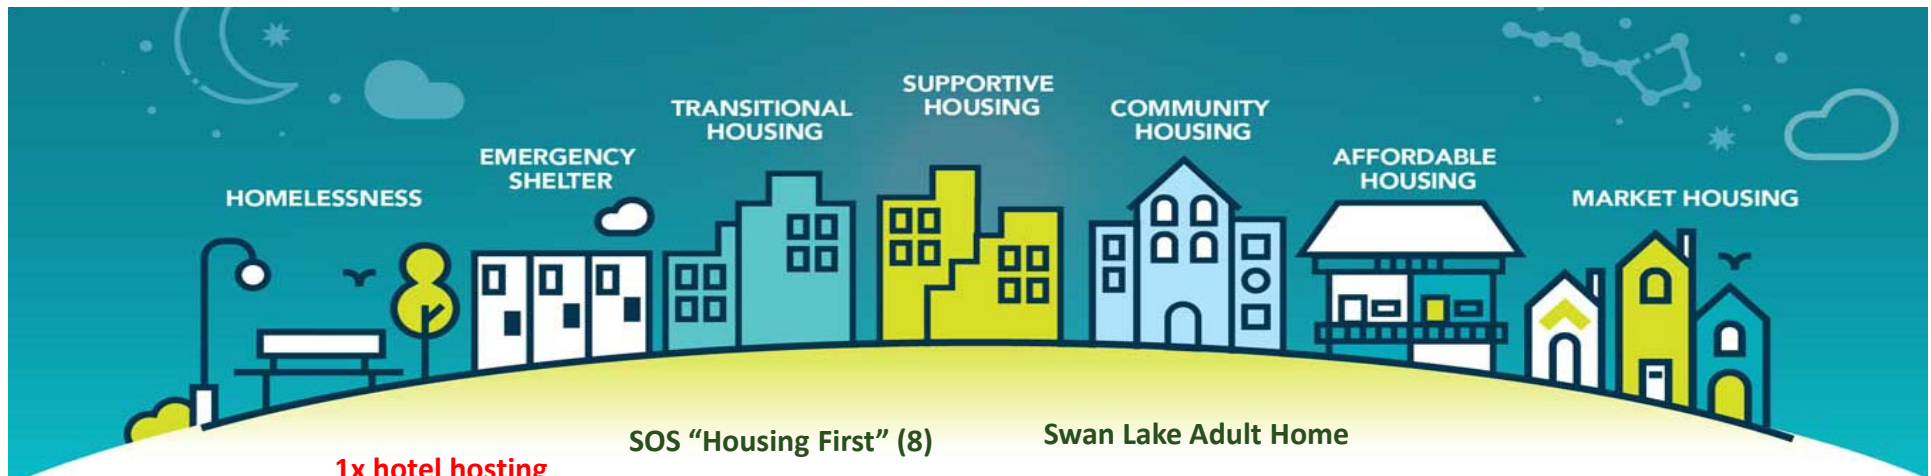 HOMELESSNESS
EMERGENCY
SHELTER
TRANSITIONAL
HOUSING
SUPPORTIVE
HOUSING
COMMUNITY
HOUSING
AFFORDABLE
HOUSING
MARKET HOUSING
SOS “Housing First” (8)
Swan Lake Adult Home
1x hotel hosting